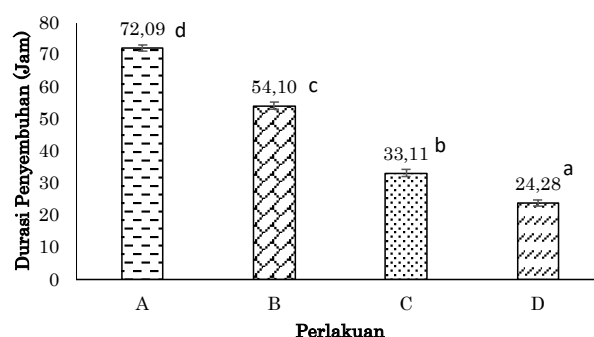 Durasi Penyembuhan (Jam)
80
70
60
50
40
30
20
10
0
72,09 d
54,10 c
33,11 b
24,28 a
A B C D
Perlakuan